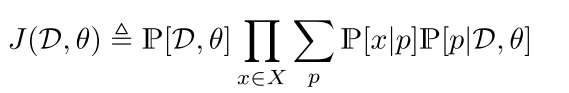 J(𝒟, θ) ≜ ℙ[𝒟, θ] ∏_{x∈X} ∑_p ℙ[x|p]ℙ[p|𝒟, θ]